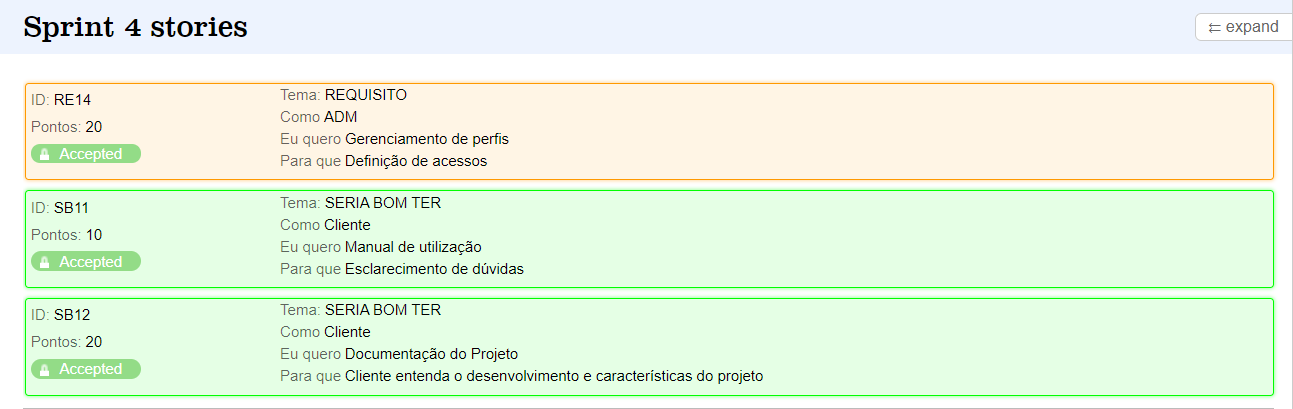 Sprint 4 stories
⇇ expand
ID: RE14
Pontos: 20
Accepted
Tema: REQUISITO
Como ADM
Eu quero Gerenciamento de perfis
Para que Definição de acessos
ID: SB11
Pontos: 10
Accepted
Tema: SERIA BOM TER
Como Cliente
Eu quero Manual de utilização
Para que Esclarecimento de dúvidas
ID: SB12
Pontos: 20
Accepted
Tema: SERIA BOM TER
Como Cliente
Eu quero Documentação do Projeto
Para que Cliente entenda o desenvolvimento e características do projeto